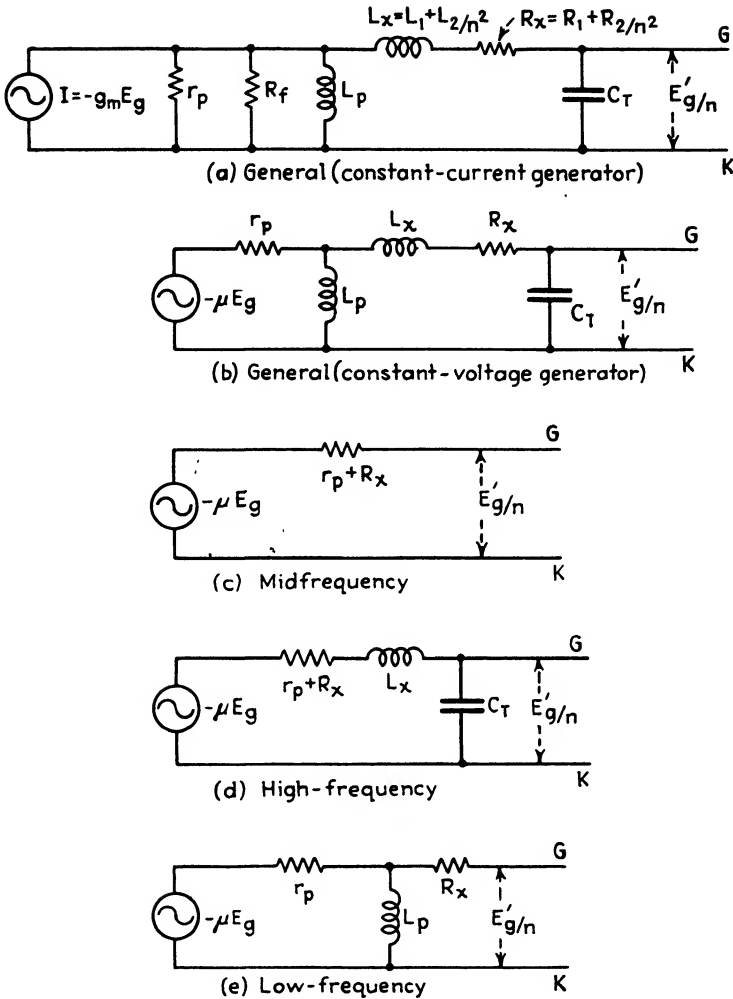 Lx=L1+L2/n² Rx=R1+R2/n²
G
I=-gmEg rp Rf Lp CT E'g/n
K
(a) General (constant-current generator)
rp Lx Rx
G
-μEg Lp CT E'g/n
K
(b) General (constant-voltage generator)
G
rp+Rx
-μEg E'g/n
K
(c) Midfrequency
G
rp+Rx Lx
-μEg CT E'g/n
K
(d) High-frequency
G
rp Rx
-μEg Lp E'g/n
K
(e) Low-frequency